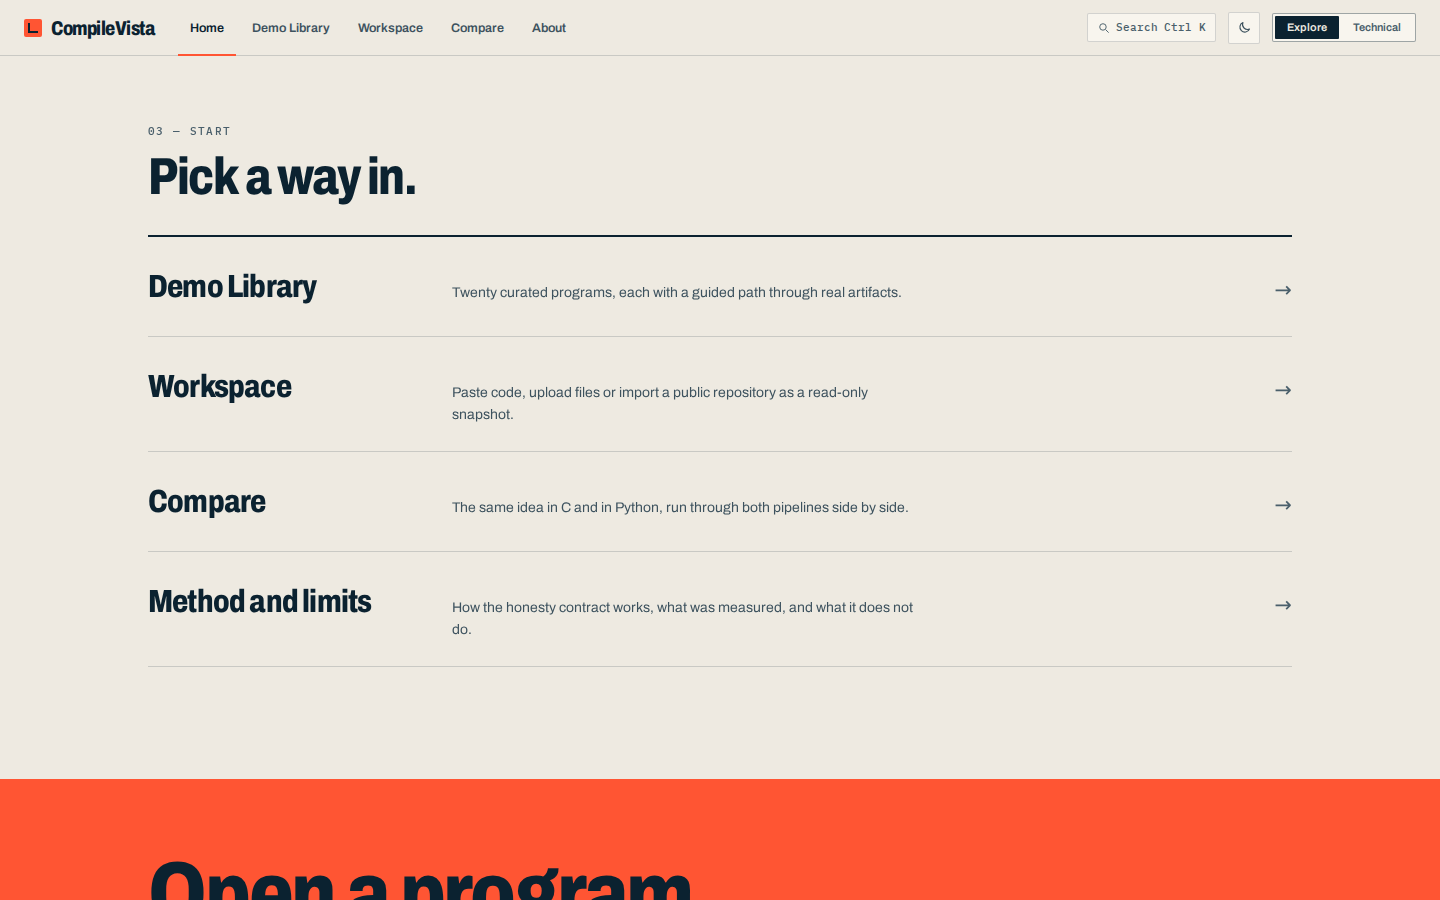 CompileVista
Home
Demo Library
Workspace
Compare
About
Search Ctrl K
Explore
Technical
03 — START
Pick a way in.
Demo Library
Twenty curated programs, each with a guided path through real artifacts.
→
Workspace
Paste code, upload files or import a public repository as a read-only
snapshot.
→
Compare
The same idea in C and in Python, run through both pipelines side by side.
→
Method and limits
How the honesty contract works, what was measured, and what it does not
do.
→
Open a program